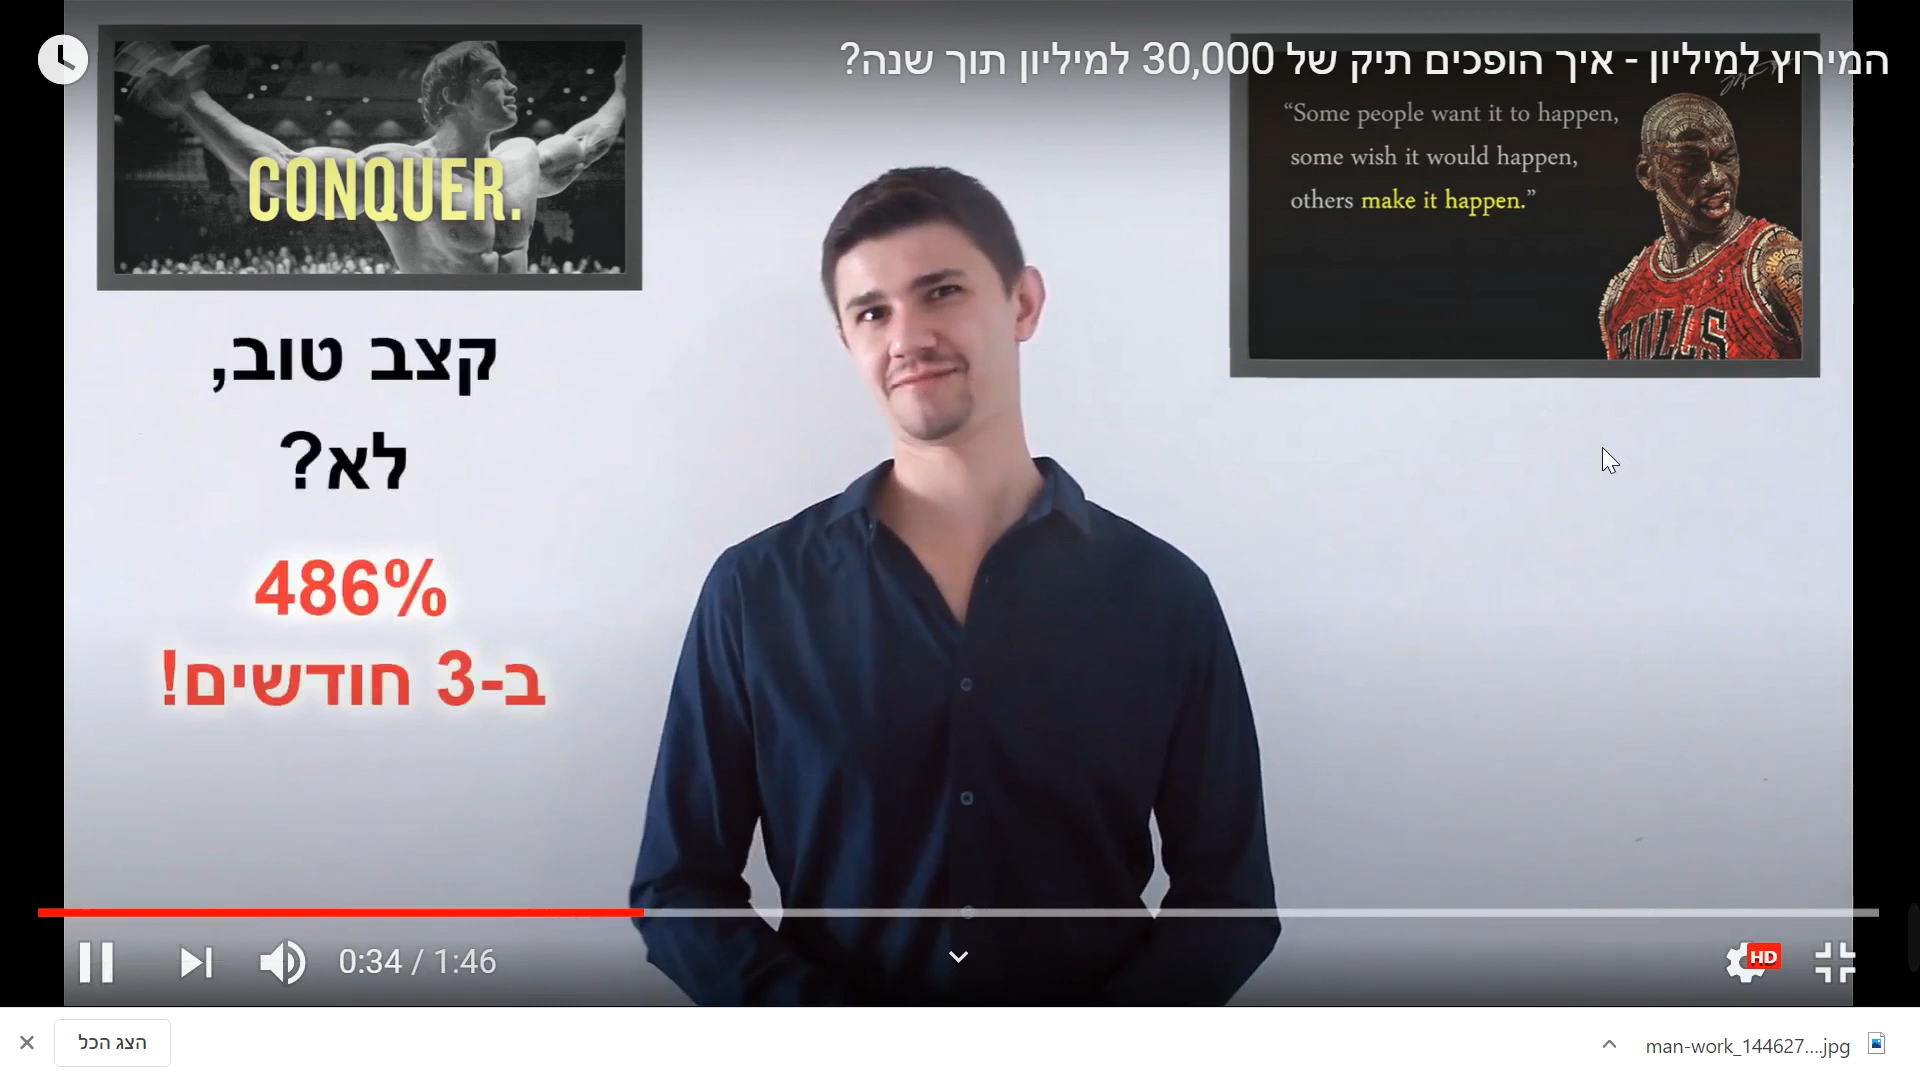 המירוץ למיליון - איך הופכים תיק של 30,000 למיליון תוך שנה?
CONQUER.
“Some people want it to happen,
some wish it would happen,
others make it happen.”
BULLS
קצב טוב,
לא?
486%
ב-3 חודשים!
0:34 / 1:46
HD
הצג הכל
man-work_144627....jpg